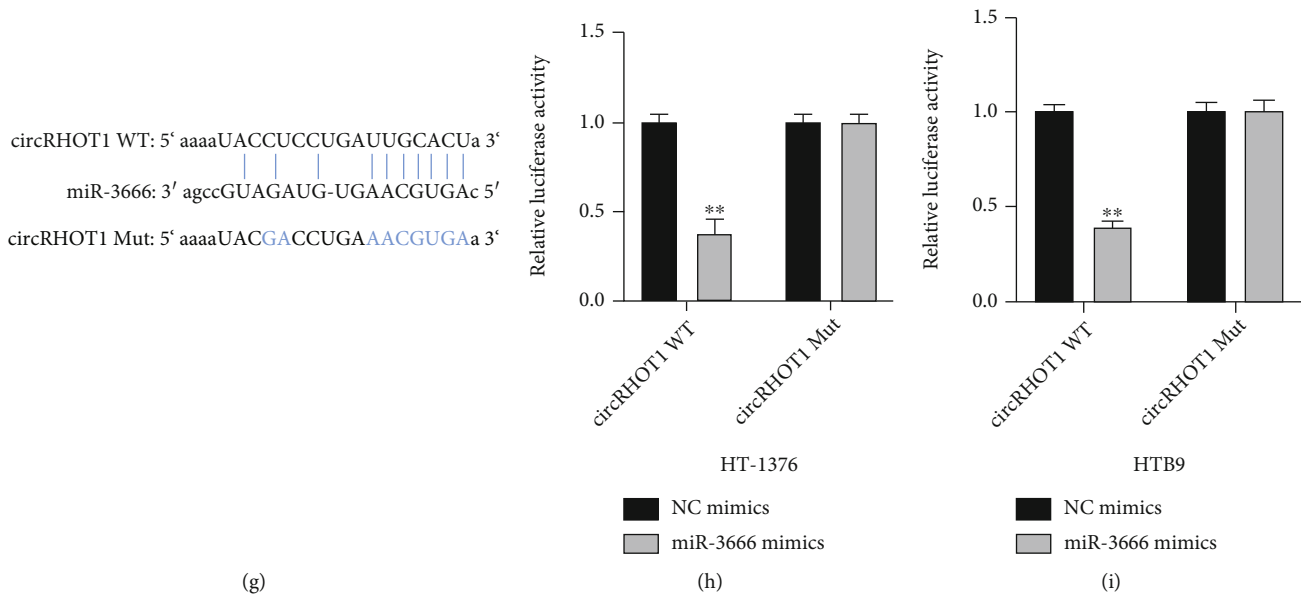 circRHOT1 WT: 5‘ aaaaUACCUCCUGAUUGCACUa 3‘
miR-3666: 3′ agccGUAGAUG-UGAACGUGAc 5′
circRHOT1 Mut: 5‘ aaaaUACGACCUGAAACGUGAa 3‘
(g)
Relative luciferase activity
1.5
1.0
0.5
0.0
**
circRHOT1 WT
circRHOT1 Mut
HT-1376
NC mimics
miR-3666 mimics
(h)
Relative luciferase activity
1.5
1.0
0.5
0.0
**
circRHOT1 WT
circRHOT1 Mut
HTB9
NC mimics
miR-3666 mimics
(i)